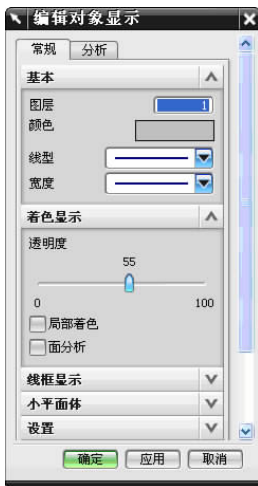 编辑对象显示
常规 分析
基本
图层 1
颜色
线型
宽度
着色显示
透明度
55
0 100
局部着色
面分析
线框显示
小平面体
设置
确定 应用 取消